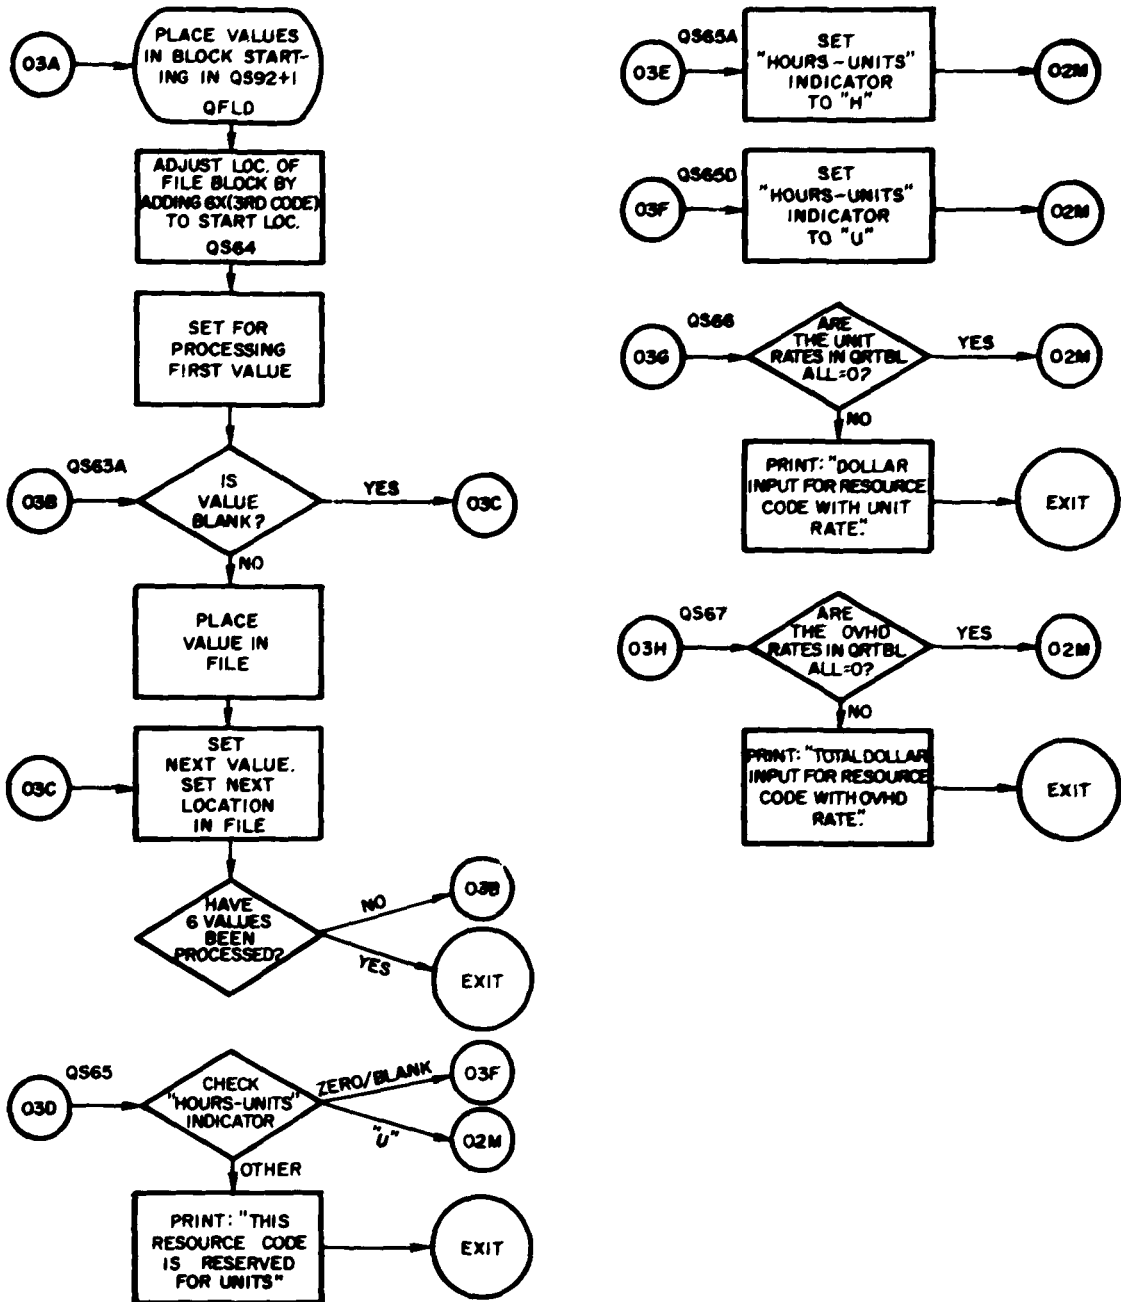 03A
PLACE VALUES
IN BLOCK START-
ING IN QS92+1
QFLD
ADJUST LOC. OF
FILE BLOCK BY
ADDING 6X(3RD CODE)
TO START LOC.
QS64
SET FOR
PROCESSING
FIRST VALUE
QS63A
03B
IS
VALUE
BLANK?
YES
03C
NO
PLACE
VALUE IN
FILE
03C
SET
NEXT VALUE.
SET NEXT
LOCATION
IN FILE
HAVE
6 VALUES
BEEN
PROCESSED?
NO
03B
YES
EXIT
QS65
03D
CHECK
"HOURS-UNITS"
INDICATOR
ZERO/BLANK
03F
"U"
02M
OTHER
PRINT: "THIS
RESOURCE CODE
IS RESERVED
FOR UNITS"
EXIT
QS65A
03E
SET
"HOURS-UNITS"
INDICATOR
TO "H"
02M
QS65D
03F
SET
"HOURS-UNITS"
INDICATOR
TO "U"
02M
QS66
03G
ARE
THE UNIT
RATES IN QRTBL
ALL=0?
YES
02M
NO
PRINT: "DOLLAR
INPUT FOR RESOURCE
CODE WITH UNIT
RATE."
EXIT
QS67
03H
ARE
THE OVHD
RATES IN QRTBL
ALL=0?
YES
02M
NO
PRINT: "TOTAL DOLLAR
INPUT FOR RESOURCE
CODE WITH OVHD
RATE."
EXIT